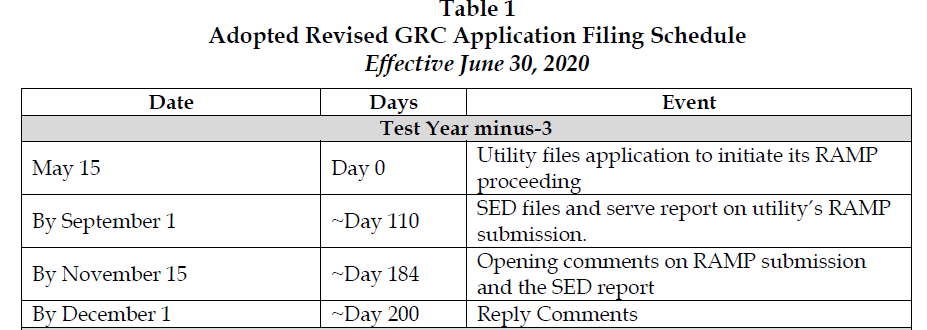 Table 1
Adopted Revised GRC Application Filing Schedule
Effective June 30, 2020
Date Days Event
Test Year minus-3
May 15 Day 0 Utility files application to initiate its RAMP
proceeding
By September 1 ~Day 110 SED files and serve report on utility’s RAMP
submission.
By November 15 ~Day 184 Opening comments on RAMP submission
and the SED report
By December 1 ~Day 200 Reply Comments